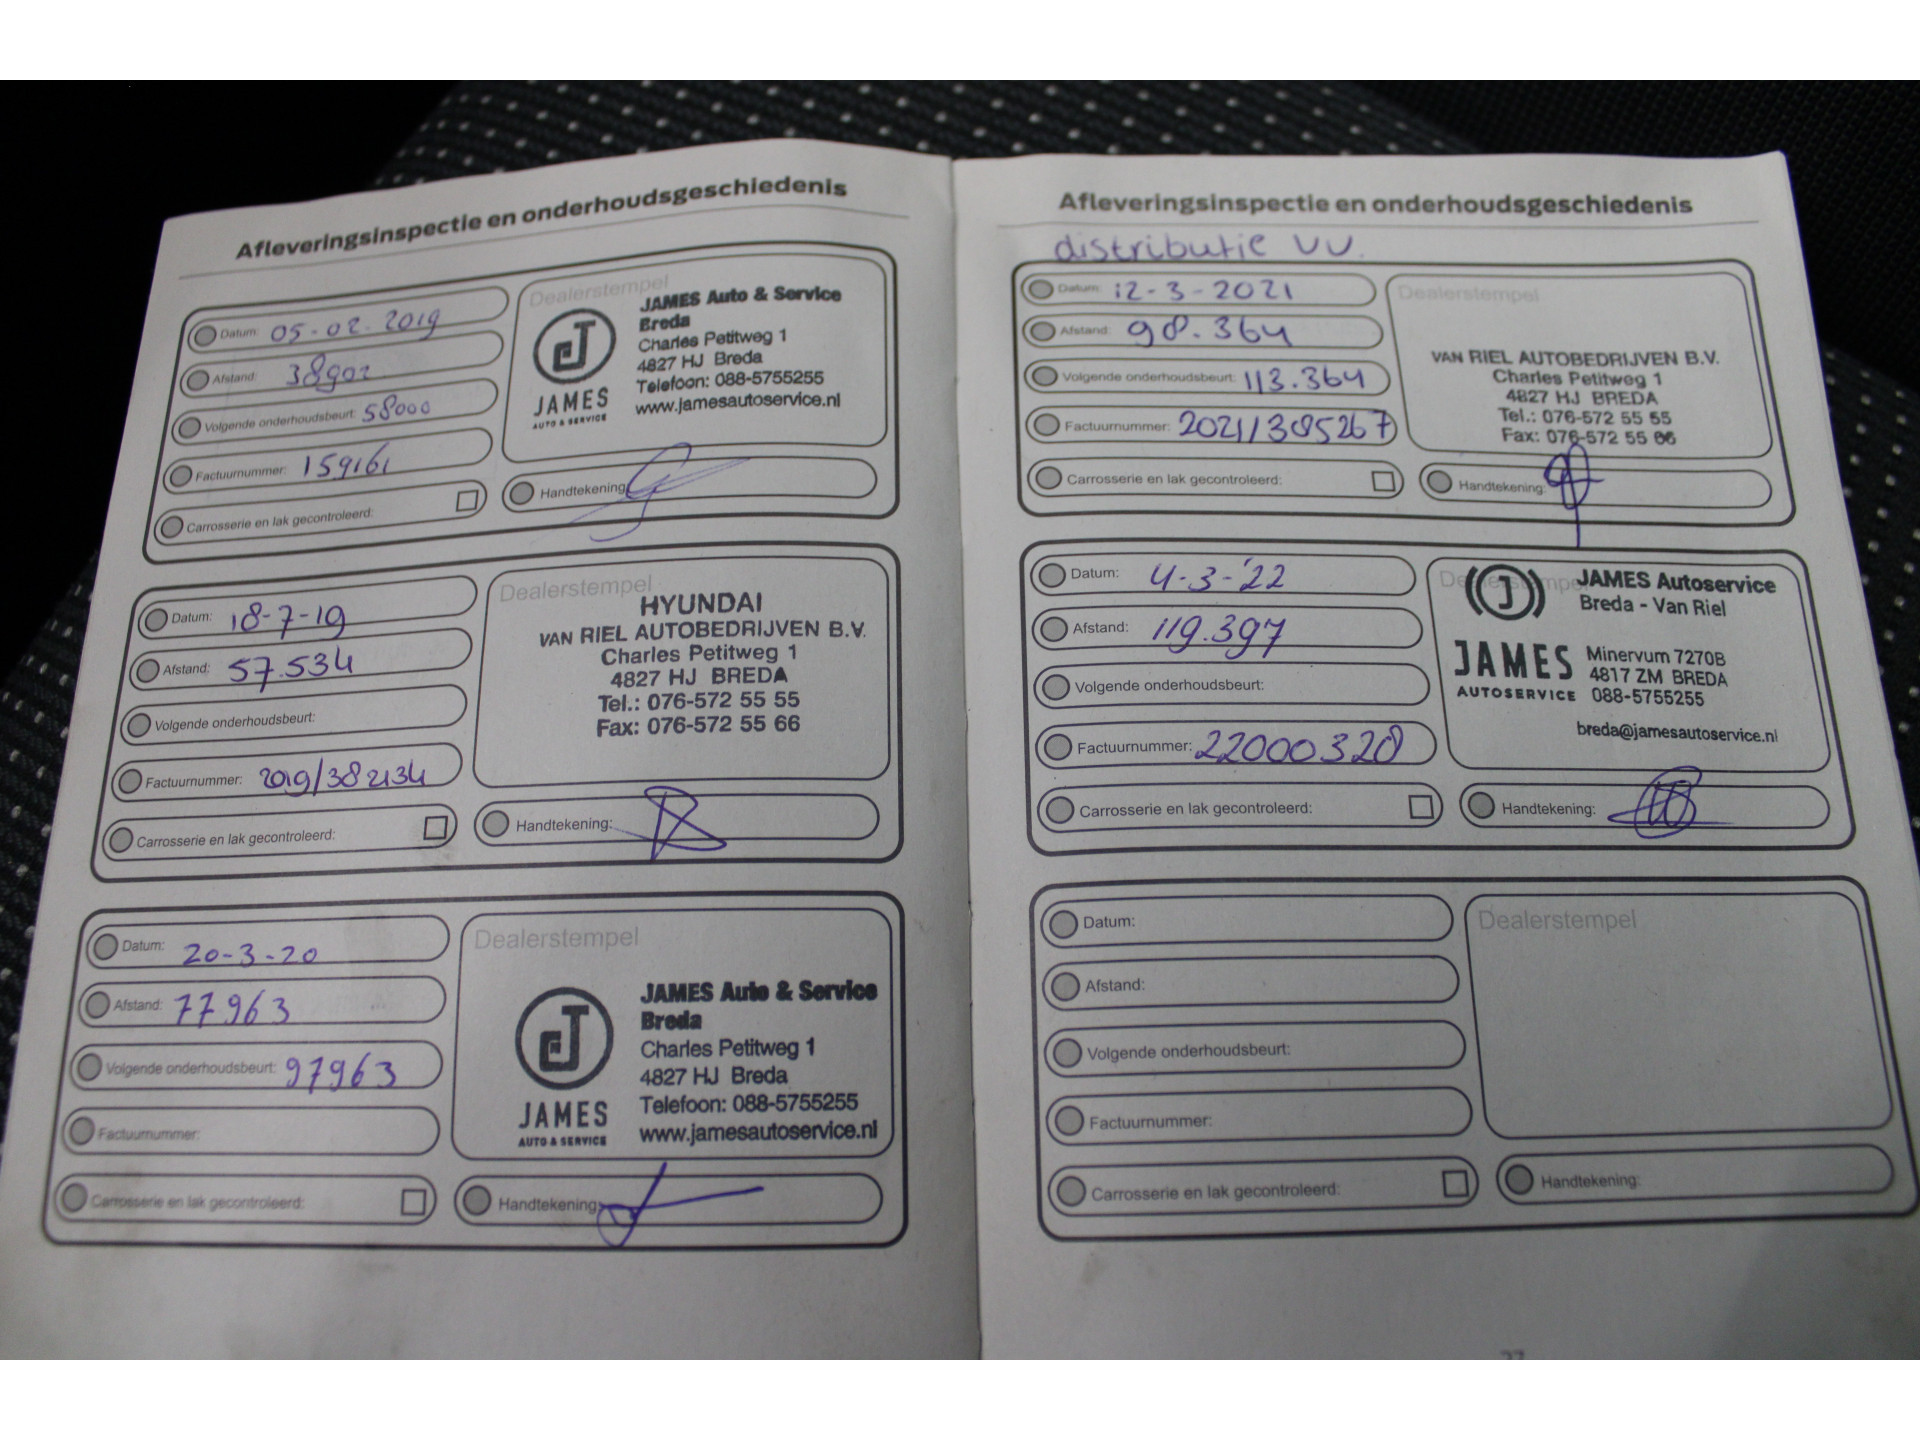 Afleveringsinspectie en onderhoudsgeschiedenis
Datum: 05-02-2019
Afstand: 38902
Volgende onderhoudsbeurt: 58000
Factuurnummer: 159161
Carrosserie en lak gecontroleerd:
Dealerstempel
JAMES Auto & Service
Breda
Charles Petitweg 1
4827 HJ Breda
Telefoon: 088-5755255
www.jamesautoservice.nl
JAMES
AUTO & SERVICE
Handtekening:
Datum: 18-7-19
Afstand: 57.534
Volgende onderhoudsbeurt:
Factuurnummer: 2019/382134
Carrosserie en lak gecontroleerd:
Dealerstempel
HYUNDAI
VAN RIEL AUTOBEDRIJVEN B.V.
Charles Petitweg 1
4827 HJ BREDA
Tel.: 076-572 55 55
Fax: 076-572 55 66
Handtekening:
Datum: 20-3-20
Afstand: 77963
Volgende onderhoudsbeurt: 97963
Factuurnummer:
Carrosserie en lak gecontroleerd:
Dealerstempel
JAMES Auto & Service
Breda
Charles Petitweg 1
4827 HJ Breda
Telefoon: 088-5755255
www.jamesautoservice.nl
JAMES
AUTO & SERVICE
Handtekening:
Afleveringsinspectie en onderhoudsgeschiedenis
distributie VV.
Datum: 12-3-2021
Afstand: 98.364
Volgende onderhoudsbeurt: 113.364
Factuurnummer: 2021/385267
Carrosserie en lak gecontroleerd:
Dealerstempel
VAN RIEL AUTOBEDRIJVEN B.V.
Charles Petitweg 1
4827 HJ BREDA
Tel.: 076-572 55 55
Fax: 076-572 55 66
Handtekening:
Datum: 4-3-'22
Afstand: 119.397
Volgende onderhoudsbeurt:
Factuurnummer: 22000328
Carrosserie en lak gecontroleerd:
Dealerstempel
JAMES Autoservice
Breda - Van Riel
JAMES
AUTOSERVICE
Minervum 7270B
4817 ZM BREDA
088-5755255
breda@jamesautoservice.nl
Handtekening:
Datum:
Afstand:
Volgende onderhoudsbeurt:
Factuurnummer:
Carrosserie en lak gecontroleerd:
Dealerstempel
Handtekening: